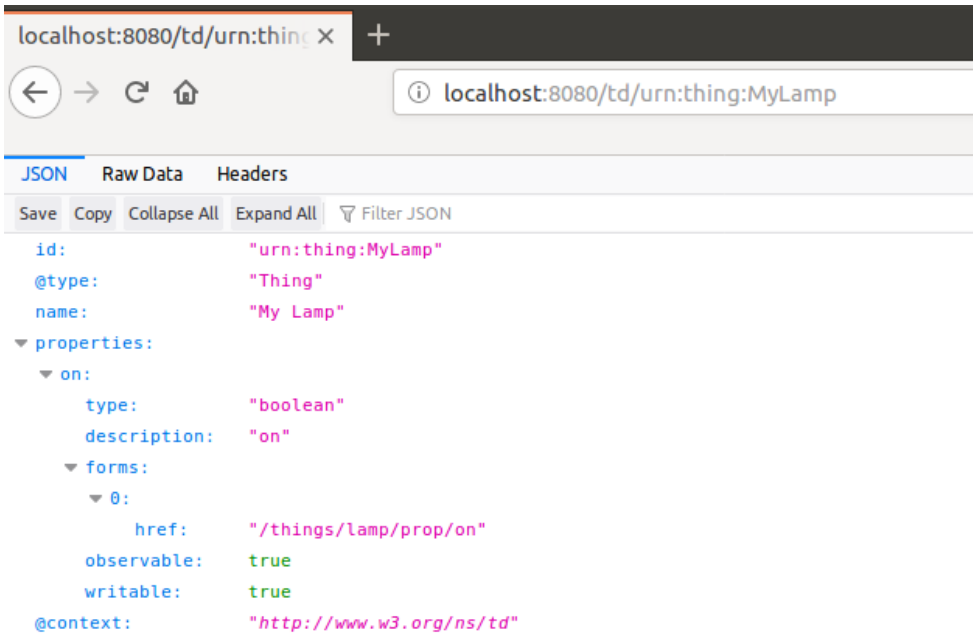 localhost:8080/td/urn:thing
localhost:8080/td/urn:thing:MyLamp
JSON Raw Data Headers
Save Copy Collapse All Expand All Filter JSON
id: "urn:thing:MyLamp"
@type: "Thing"
name: "My Lamp"
properties:
on:
type: "boolean"
description: "on"
forms:
0:
href: "/things/lamp/prop/on"
observable: true
writable: true
@context: "http://www.w3.org/ns/td"